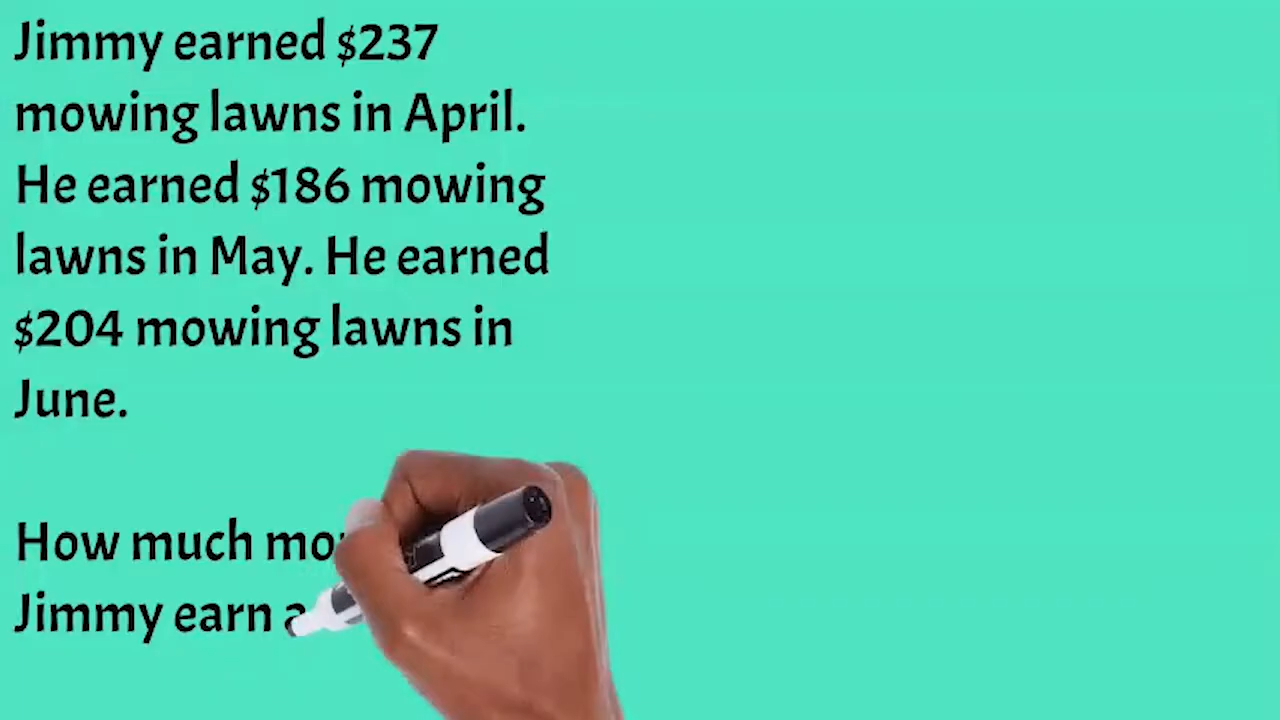 Jimmy earned $237
mowing lawns in April.
He earned $186 mowing
lawns in May. He earned
$204 mowing lawns in
June.
How much
Jimmy earn